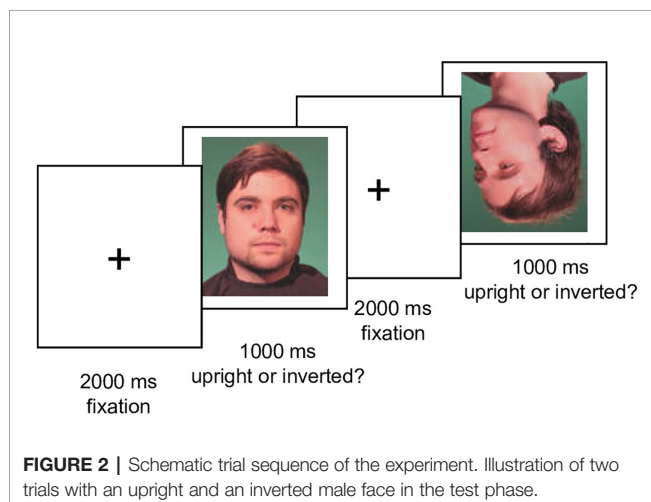 2000 ms
fixation
1000 ms
upright or inverted?
2000 ms
fixation
1000 ms
upright or inverted?
FIGURE 2 | Schematic trial sequence of the experiment. Illustration of two
trials with an upright and an inverted male face in the test phase.